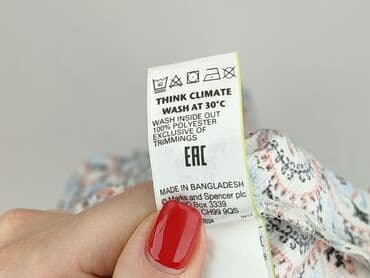 THINK CLIMATE
WASH AT 30°C
WASH INSIDE OUT
100% POLYESTER
EXCLUSIVE OF
TRIMMINGS
EAC
MADE IN BANGLADESH
Marks and Spencer plc
PO Box 3339
CH99 9QS